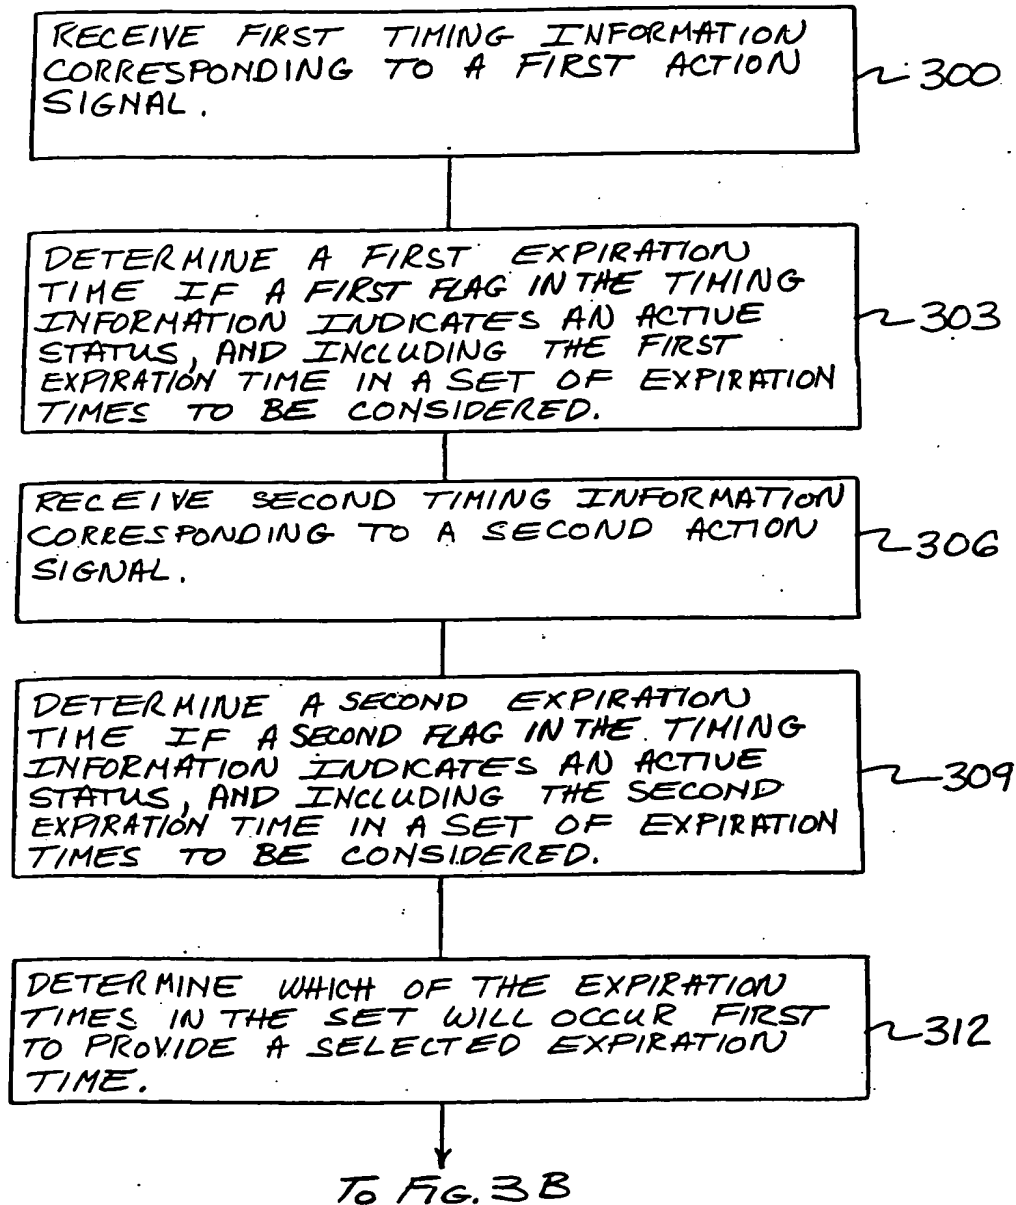 RECEIVE FIRST TIMING INFORMATION
CORRESPONDING TO A FIRST ACTION
SIGNAL.
300
DETERMINE A FIRST EXPIRATION
TIME IF A FIRST FLAG IN THE TIMING
INFORMATION INDICATES AN ACTIVE
STATUS, AND INCLUDING THE FIRST
EXPIRATION TIME IN A SET OF EXPIRATION
TIMES TO BE CONSIDERED.
303
RECEIVE SECOND TIMING INFORMATION
CORRESPONDING TO A SECOND ACTION
SIGNAL.
306
DETERMINE A SECOND EXPIRATION
TIME IF A SECOND FLAG IN THE TIMING
INFORMATION INDICATES AN ACTIVE
STATUS, AND INCLUDING THE SECOND
EXPIRATION TIME IN A SET OF EXPIRATION
TIMES TO BE CONSIDERED.
309
DETERMINE WHICH OF THE EXPIRATION
TIMES IN THE SET WILL OCCUR FIRST
TO PROVIDE A SELECTED EXPIRATION
TIME.
312
TO FIG. 3B